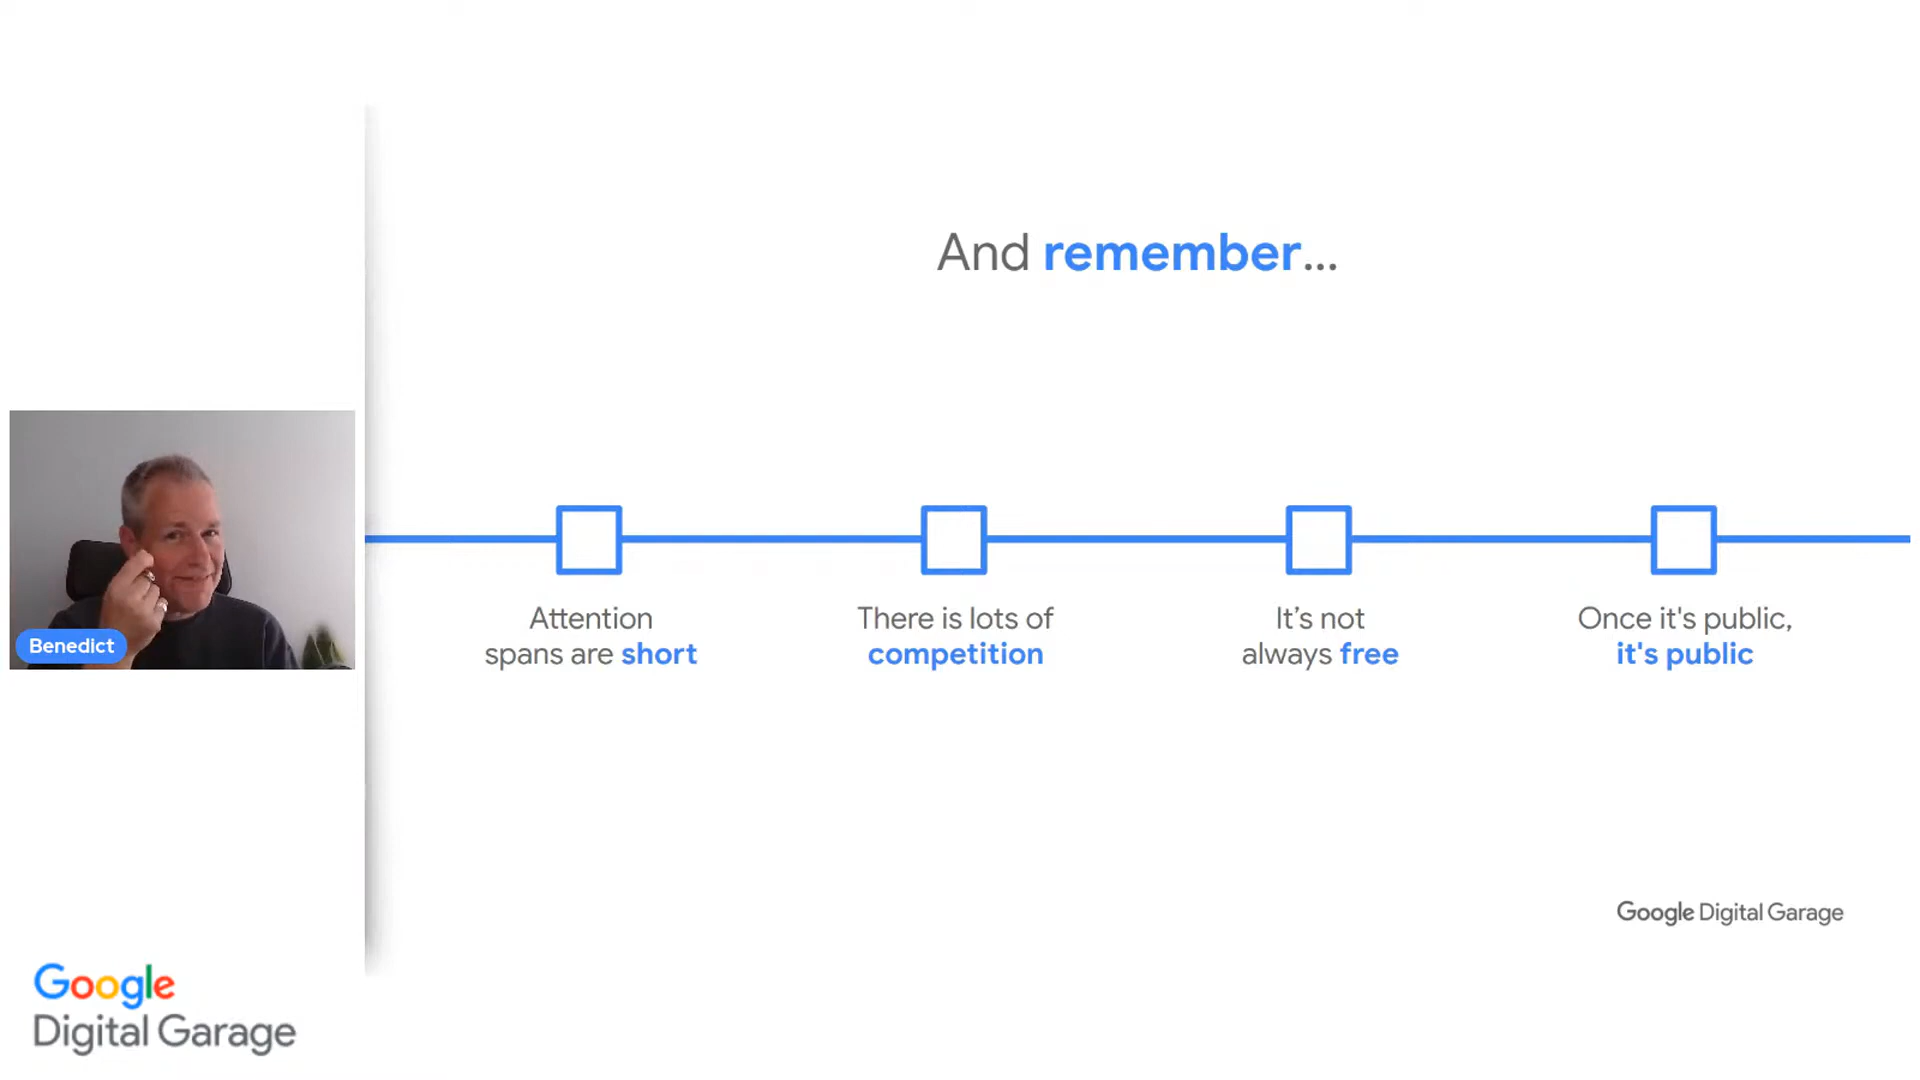 And remember...
Benedict
Attention
spans are short
There is lots of
competition
It’s not
always free
Once it's public,
it's public
Google Digital Garage
Google
Digital Garage